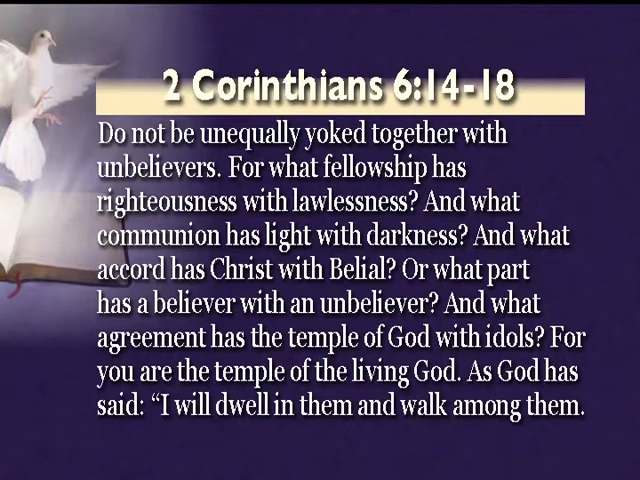 2 Corinthians 6:14-18
Do not be unequally yoked together with
unbelievers. For what fellowship has
righteousness with lawlessness? And what
communion has light with darkness? And what
accord has Christ with Belial? Or what part
has a believer with an unbeliever? And what
agreement has the temple of God with idols? For
you are the temple of the living God. As God has
said: “I will dwell in them and walk among them.